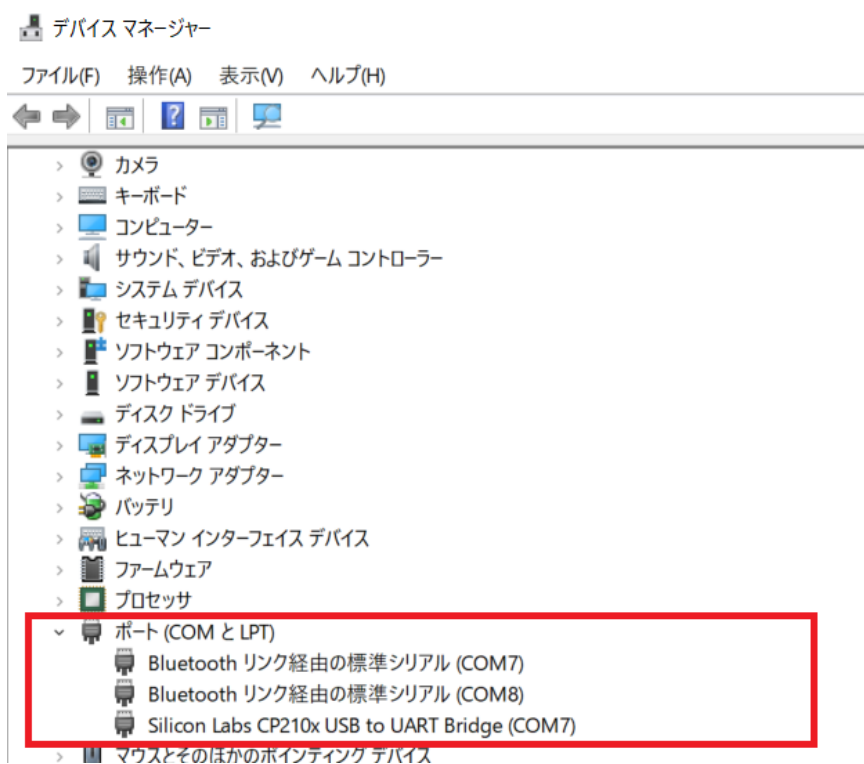 デバイス マネージャー
ファイル(F) 操作(A) 表示(V) ヘルプ(H)
カメラ
キーボード
コンピューター
サウンド、ビデオ、およびゲーム コントローラー
システム デバイス
セキュリティ デバイス
ソフトウェア コンポーネント
ソフトウェア デバイス
ディスク ドライブ
ディスプレイ アダプター
ネットワーク アダプター
バッテリ
ヒューマン インターフェイス デバイス
ファームウェア
プロセッサ
ポート (COM と LPT)
Bluetooth リンク経由の標準シリアル (COM7)
Bluetooth リンク経由の標準シリアル (COM8)
Silicon Labs CP210x USB to UART Bridge (COM7)
マウスとそのほかのポインティング デバイス